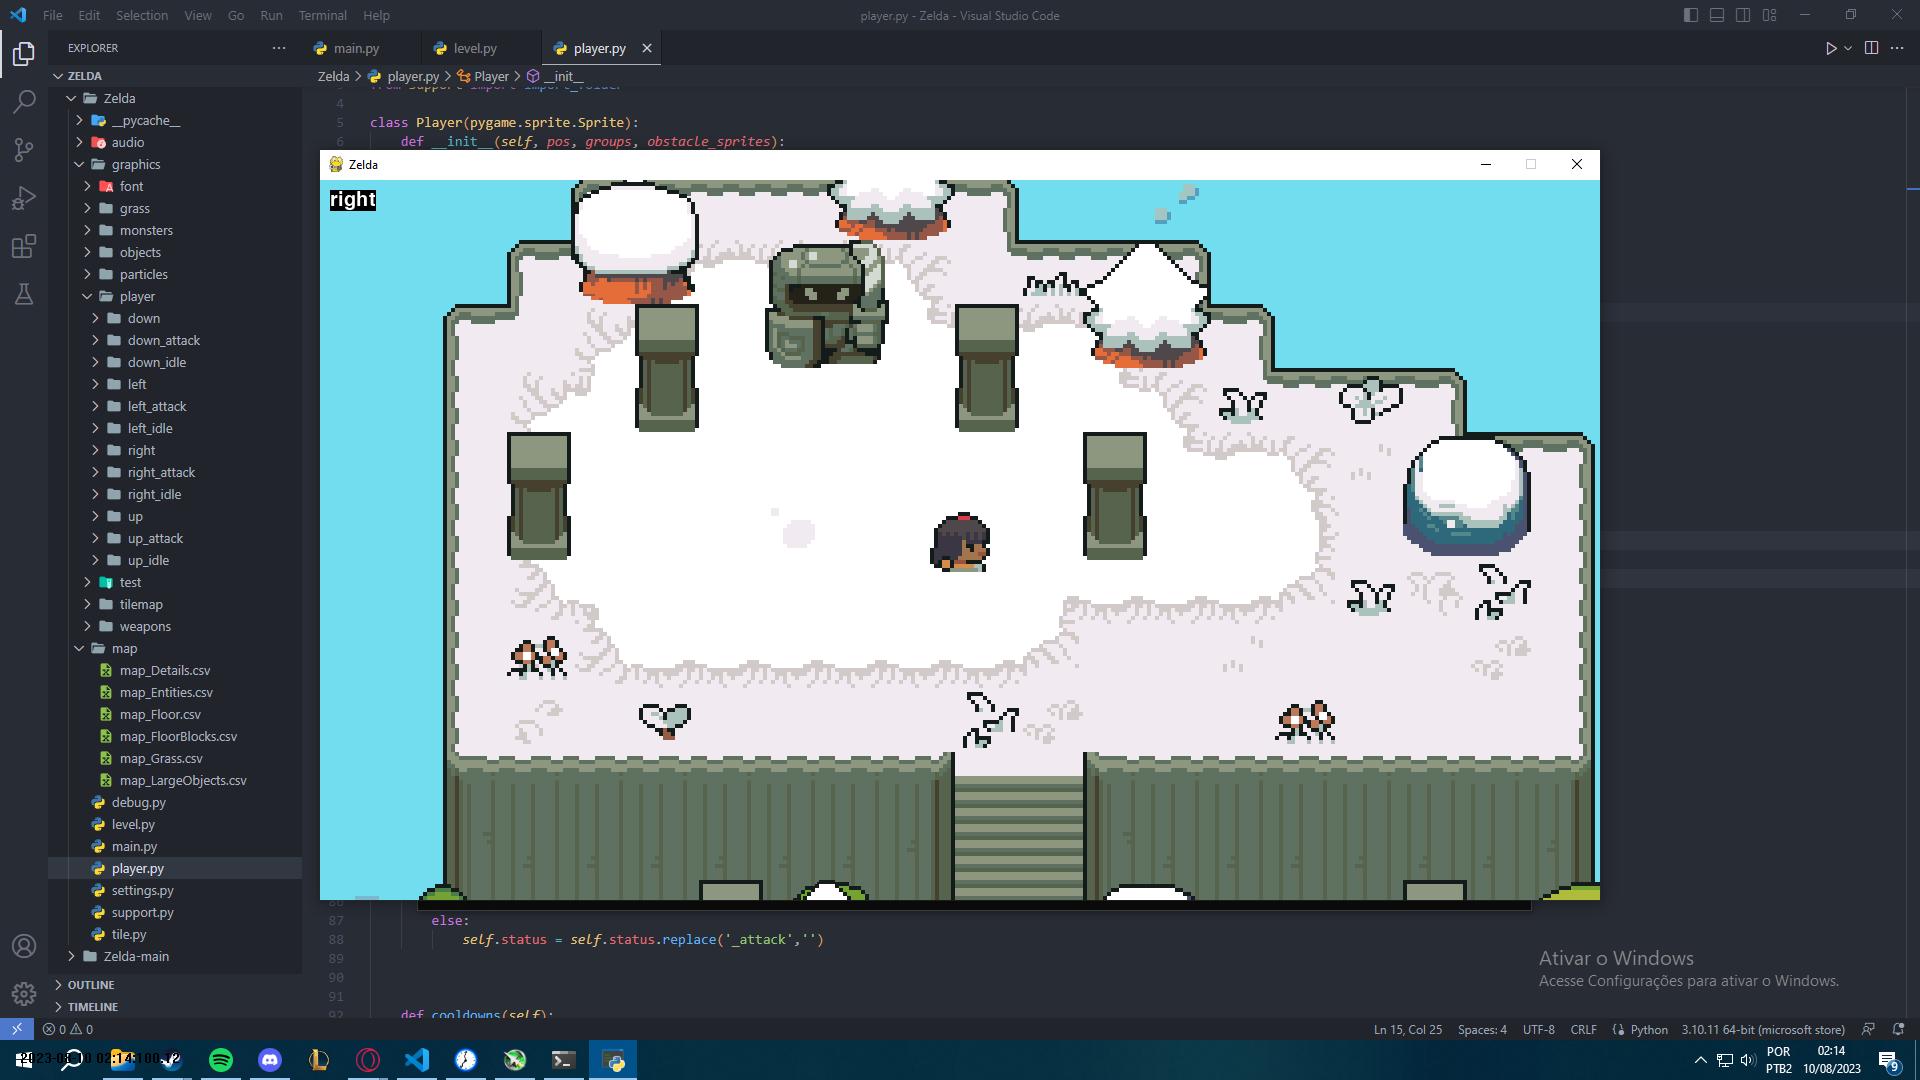 File Edit Selection View Go Run Terminal Help
player.py - Zelda - Visual Studio Code
EXPLORER
main.py level.py player.py
ZELDA
Zelda > player.py > Player > __init__
Zelda
__pycache__
audio
graphics
font
grass
monsters
objects
particles
player
down
down_attack
down_idle
left
left_attack
left_idle
right
right_attack
right_idle
up
up_attack
up_idle
test
tilemap
weapons
map
map_Details.csv
map_Entities.csv
map_Floor.csv
map_FloorBlocks.csv
map_Grass.csv
map_LargeObjects.csv
debug.py
level.py
main.py
player.py
settings.py
support.py
tile.py
Zelda-main
OUTLINE
TIMELINE
from support import import_folder
4
5 class Player(pygame.sprite.Sprite):
6 def __init__(self, pos, groups, obstacle_sprites):
Zelda
right
86
87 else:
88 self.status = self.status.replace('_attack','')
89
90
91
92 def cooldowns(self):
Ativar o Windows
Acesse Configurações para ativar o Windows.
0 0
Ln 15, Col 25 Spaces: 4 UTF-8 CRLF Python 3.10.11 64-bit (microsoft store)
POR
PTB2
02:14
10/08/2023
9